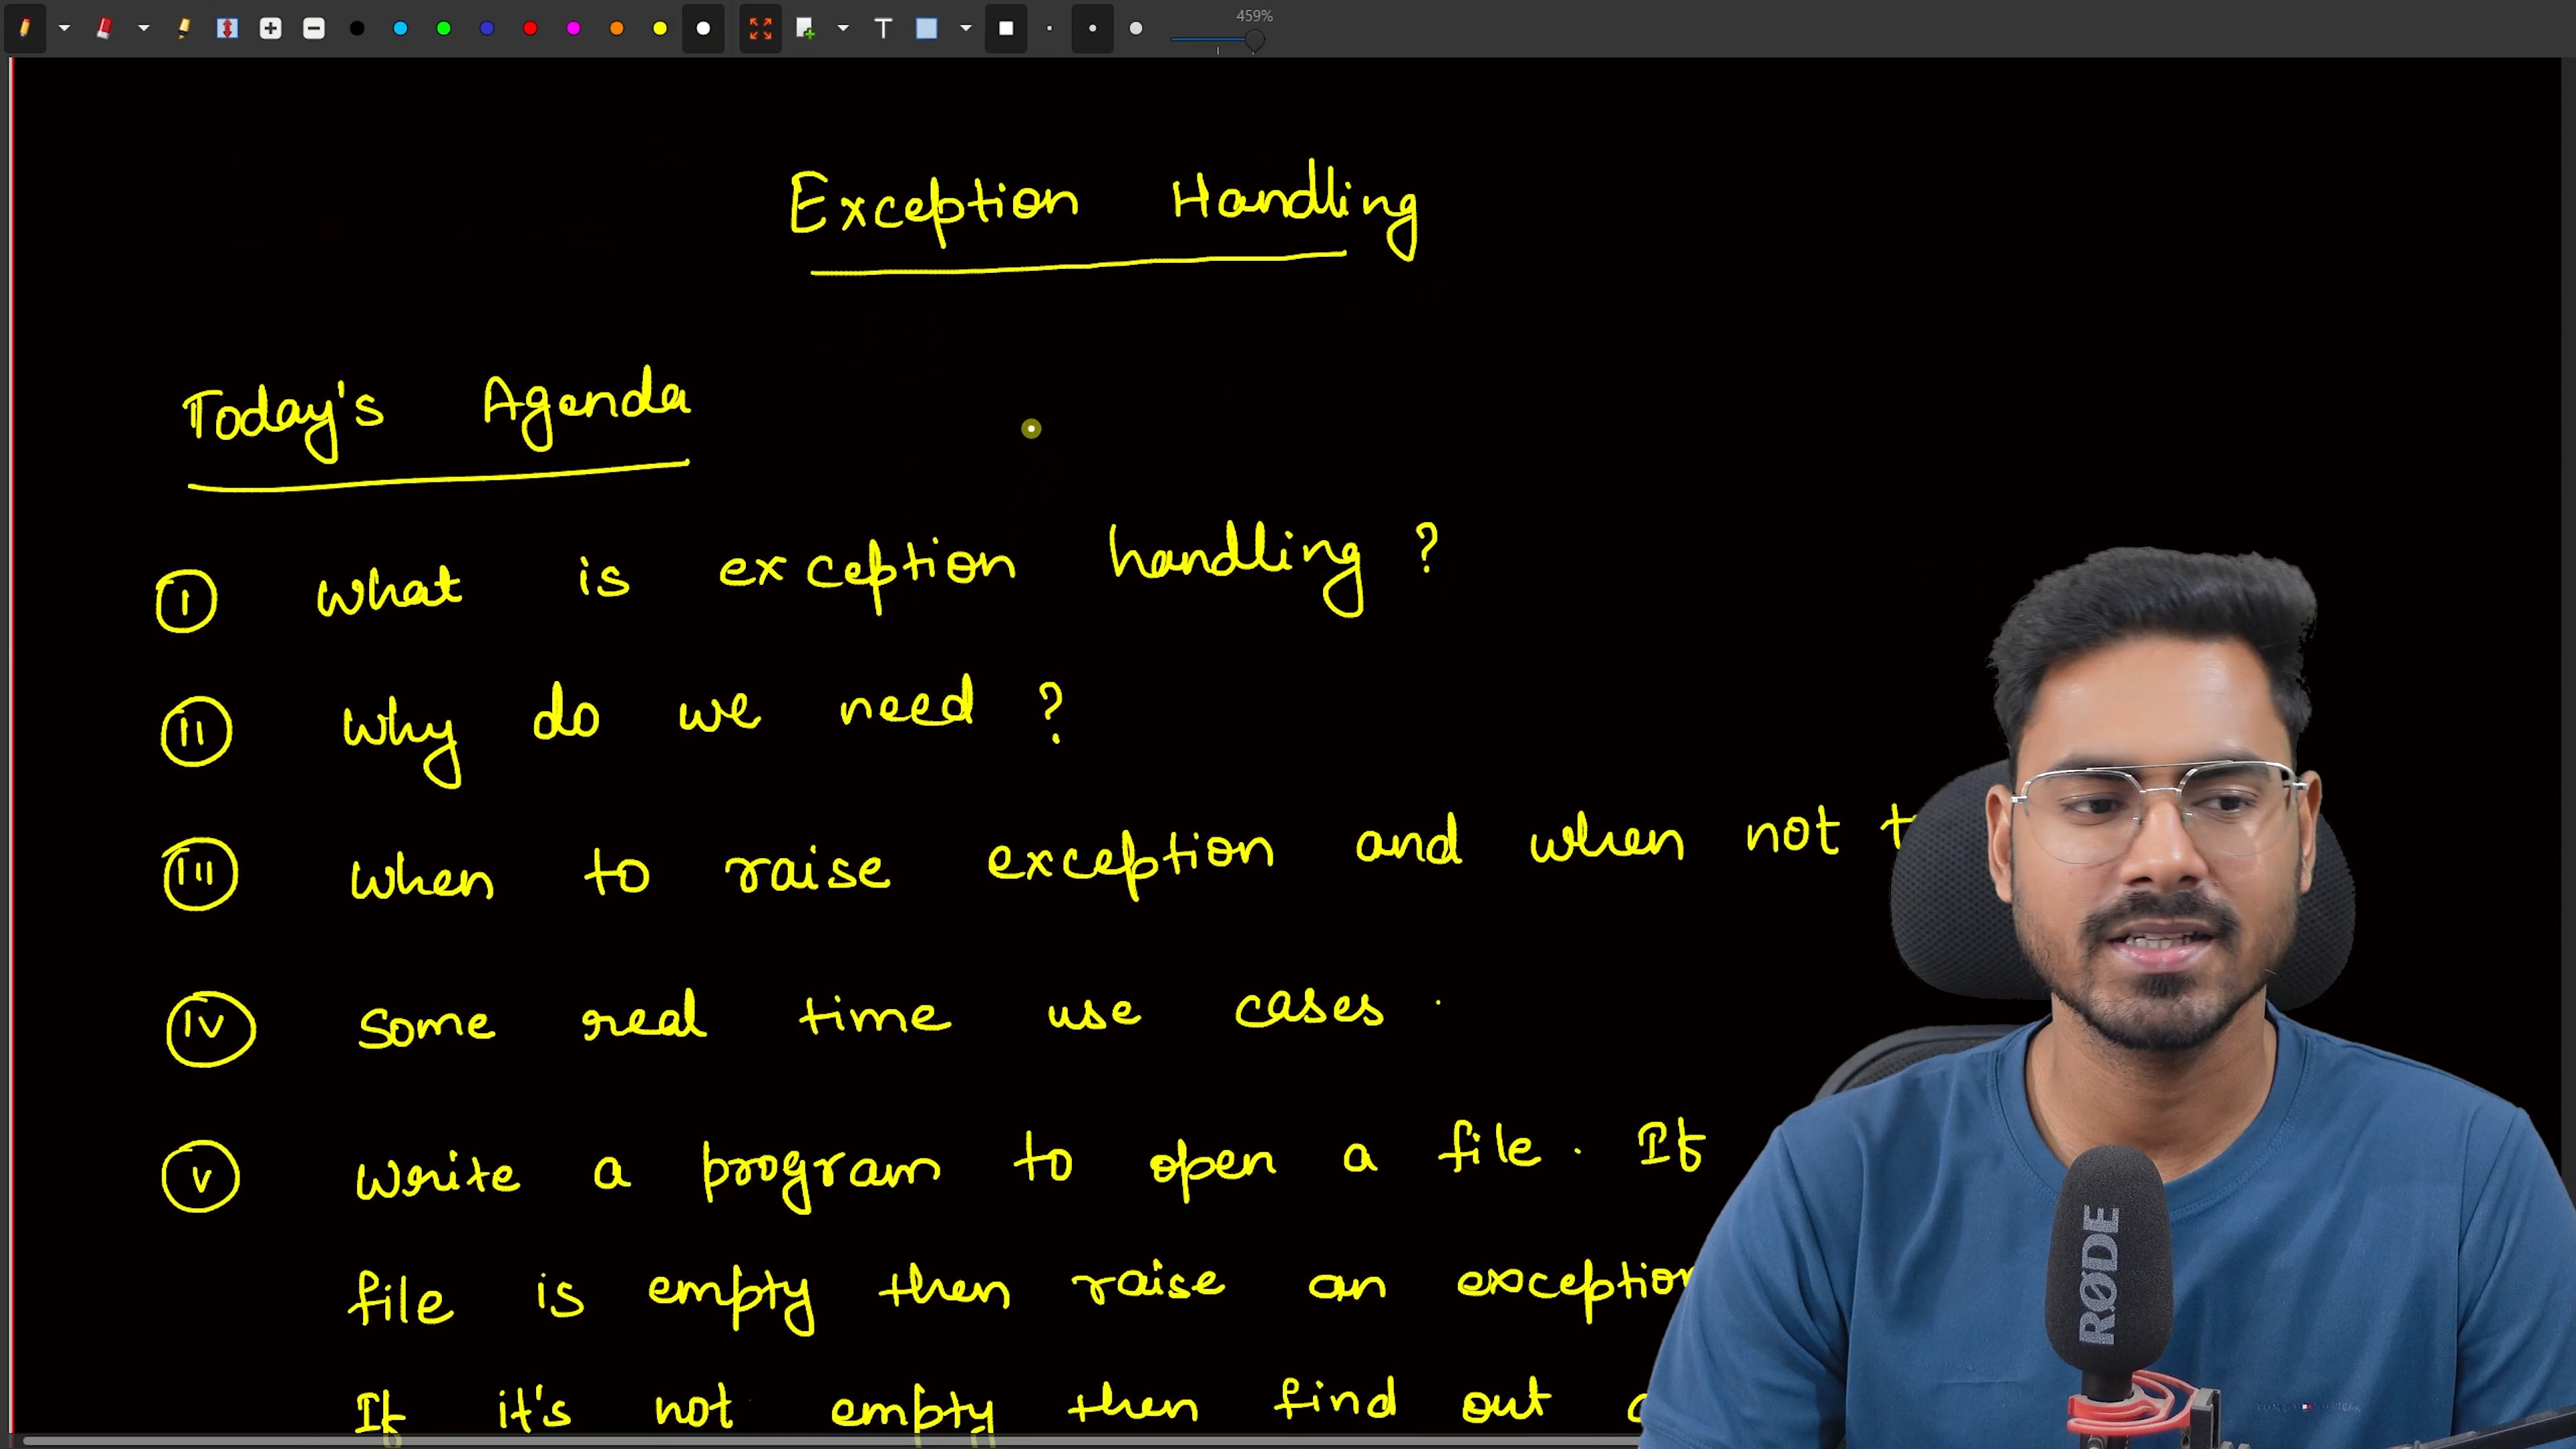 459%
Exception Handling
Today's Agenda
I What is exception handling ?
II Why do we need ?
III When to raise exception and when not
IV Some real time use cases .
V Write a program to open a file. If
file is empty then raise an exception
If it's not empty then find out
RØDE